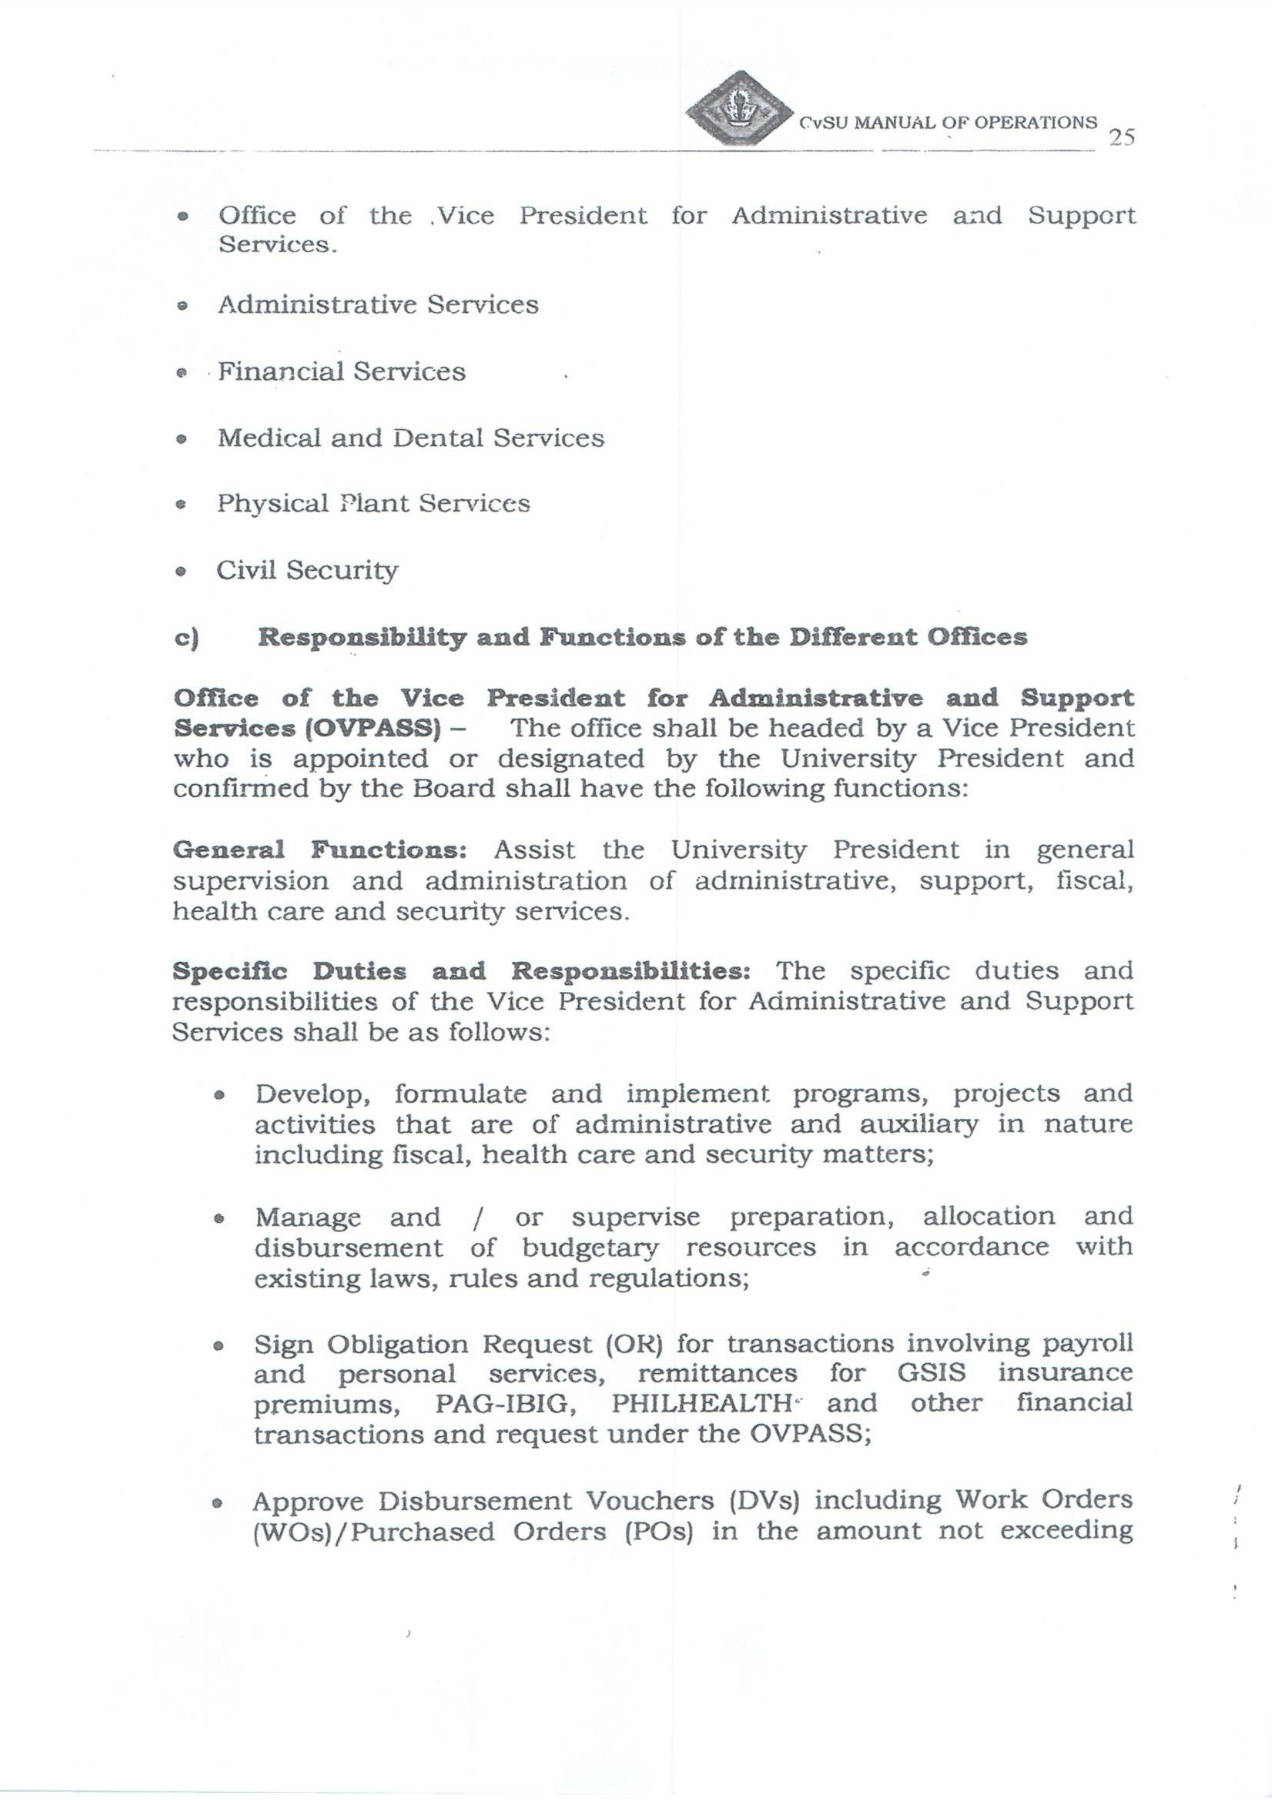 CvSU MANUAL OF OPERATIONS
25
• Office of the Vice President for Administrative and Support
Services.
• Administrative Services
• Financial Services
• Medical and Dental Services
• Physical Plant Services
• Civil Security
c) Responsibility and Functions of the Different Offices
Office of the Vice President for Administrative and Support
Services (OVPASS) – The office shall be headed by a Vice President
who is appointed or designated by the University President and
confirmed by the Board shall have the following functions:
General Functions: Assist the University President in general
supervision and administration of administrative, support, fiscal,
health care and security services.
Specific Duties and Responsibilities: The specific duties and
responsibilities of the Vice President for Administrative and Support
Services shall be as follows:
• Develop, formulate and implement programs, projects and
activities that are of administrative and auxiliary in nature
including fiscal, health care and security matters;
• Manage and / or supervise preparation, allocation and
disbursement of budgetary resources in accordance with
existing laws, rules and regulations;
• Sign Obligation Request (OR) for transactions involving payroll
and personal services, remittances for GSIS insurance
premiums, PAG-IBIG, PHILHEALTH and other financial
transactions and request under the OVPASS;
• Approve Disbursement Vouchers (DVs) including Work Orders
(WOs)/Purchased Orders (POs) in the amount not exceeding